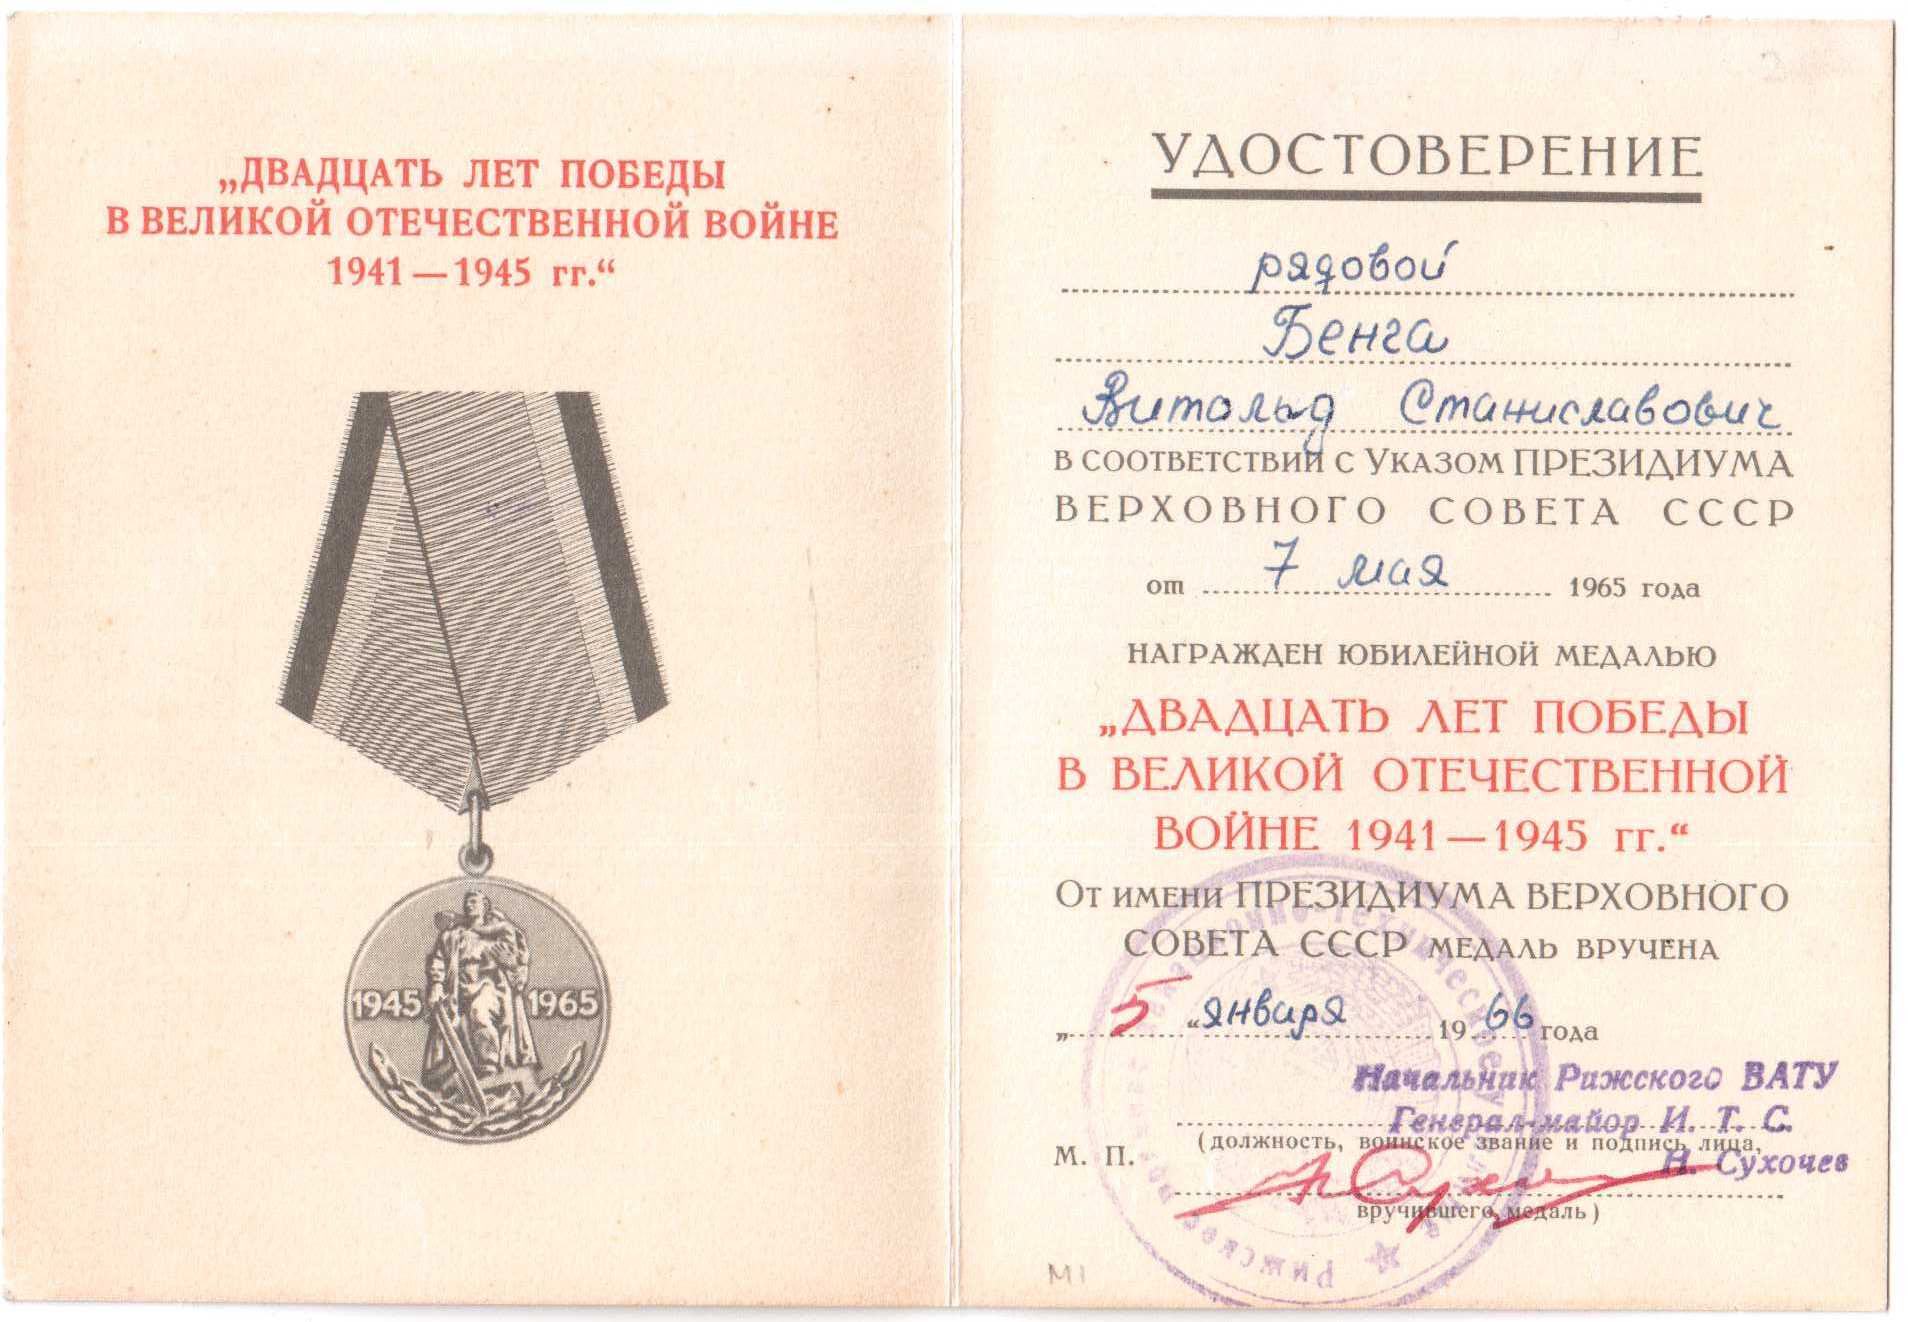 „ДВАДЦАТЬ ЛЕТ ПОБЕДЫ
В ВЕЛИКОЙ ОТЕЧЕСТВЕННОЙ ВОЙНЕ
1941 — 1945 гг.“
1945 1965
УДОСТОВЕРЕНИЕ
рядовой
Бенга
Витольд Станиславович
В СООТВЕТСТВИИ С УКАЗОМ ПРЕЗИДИУМА
ВЕРХОВНОГО СОВЕТА СССР
от 7 мая 1965 года
НАГРАЖДЕН ЮБИЛЕЙНОЙ МЕДАЛЬЮ
„ДВАДЦАТЬ ЛЕТ ПОБЕДЫ
В ВЕЛИКОЙ ОТЕЧЕСТВЕННОЙ
ВОЙНЕ 1941 — 1945 гг.“
ОТ ИМЕНИ ПРЕЗИДИУМА ВЕРХОВНОГО
СОВЕТА СССР МЕДАЛЬ ВРУЧЕНА
„5“ января 1966 года
Начальник Рижского ВАТУ
Генерал-майор И. Т. С.
(должность, воинское звание и подпись лица,
Н. Сухочев
М. П.
вручившего медаль)
Рижское
М1